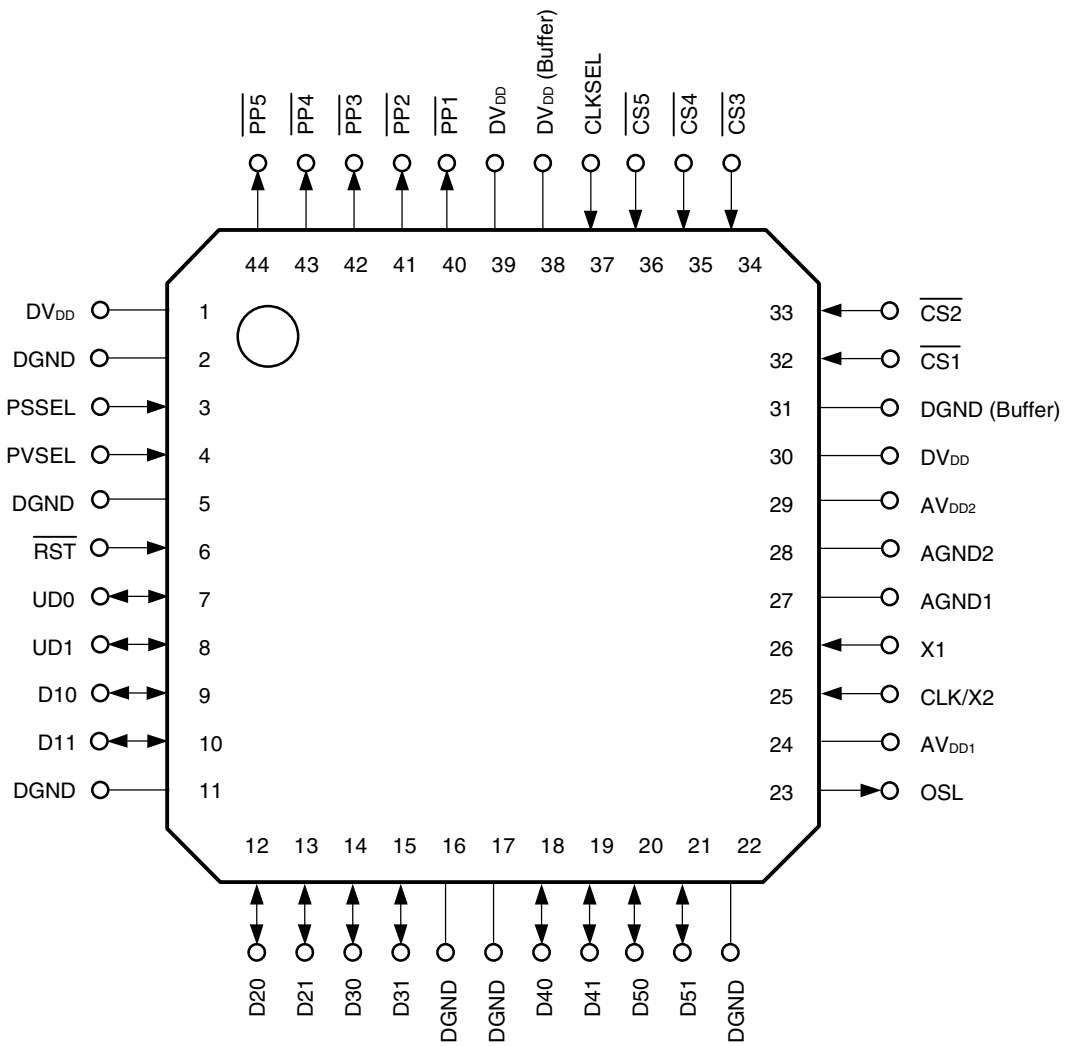 PP5
PP4
PP3
PP2
PP1
DVDD
DVDD (Buffer)
CLKSEL
CS5
CS4
CS3
44 43 42 41 40 39 38 37 36 35 34
DVDD 1
DGND 2
PSSEL 3
PVSEL 4
DGND 5
RST 6
UD0 7
UD1 8
D10 9
D11 10
DGND 11
33 CS2
32 CS1
31 DGND (Buffer)
30 DVDD
29 AVDD2
28 AGND2
27 AGND1
26 X1
25 CLK/X2
24 AVDD1
23 OSL
12 13 14 15 16 17 18 19 20 21 22
D20
D21
D30
D31
DGND
DGND
D40
D41
D50
D51
DGND